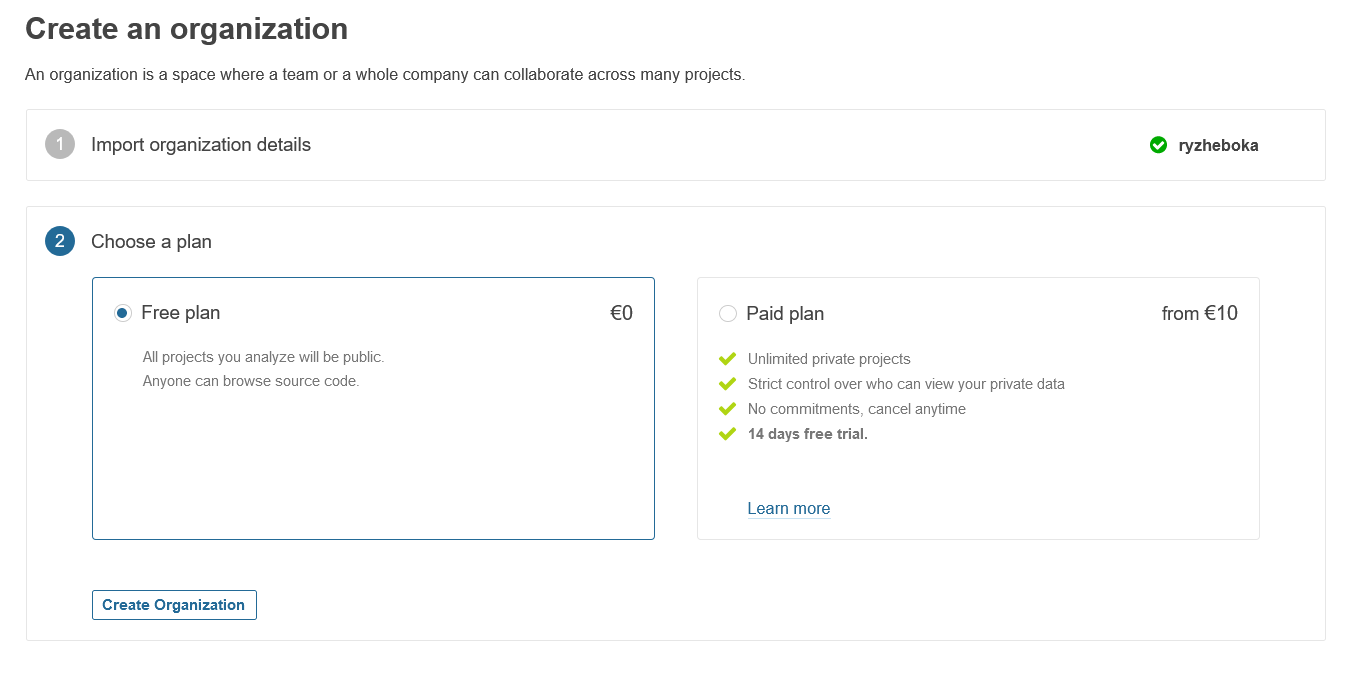 Create an organization
An organization is a space where a team or a whole company can collaborate across many projects.
1 Import organization details ryzheboka
2 Choose a plan
Free plan €0
All projects you analyze will be public.
Anyone can browse source code.
Paid plan from €10
Unlimited private projects
Strict control over who can view your private data
No commitments, cancel anytime
14 days free trial.
Learn more
Create Organization